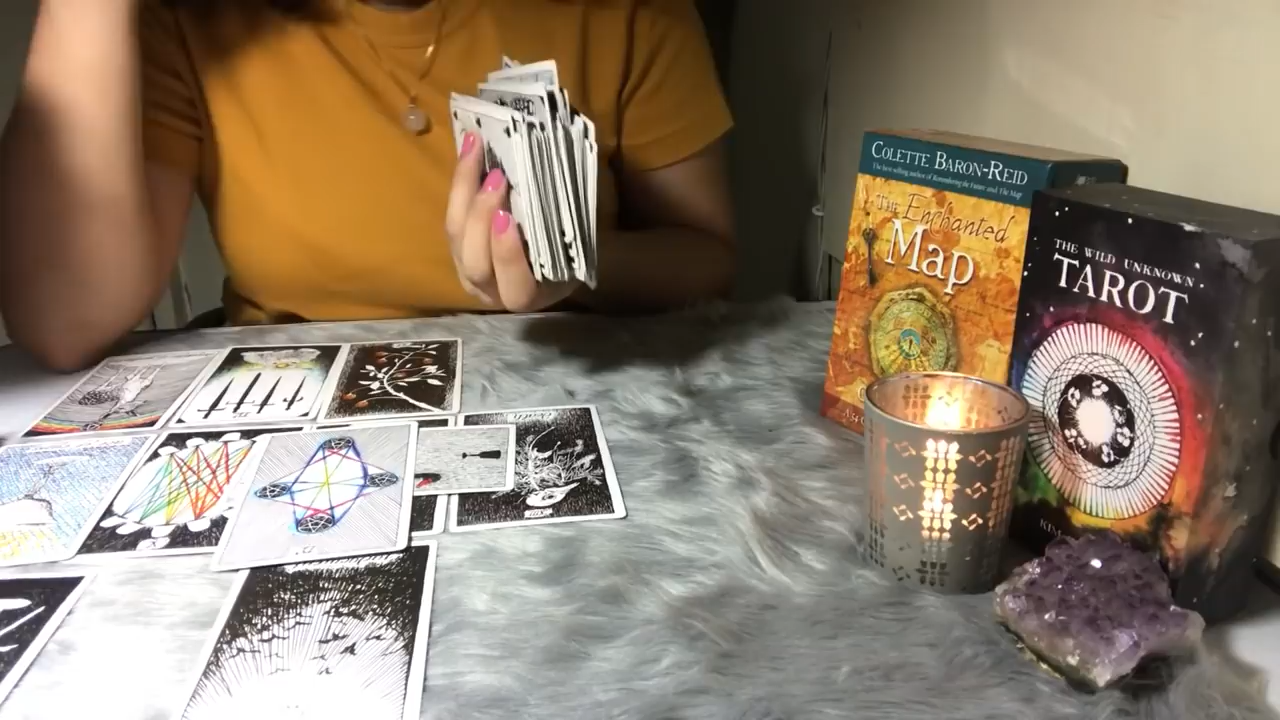 COLETTE BARON-REID
The best-selling author of Remembering the Future and The Map
THE Enchanted
Map
THE WILD UNKNOWN
TAROT